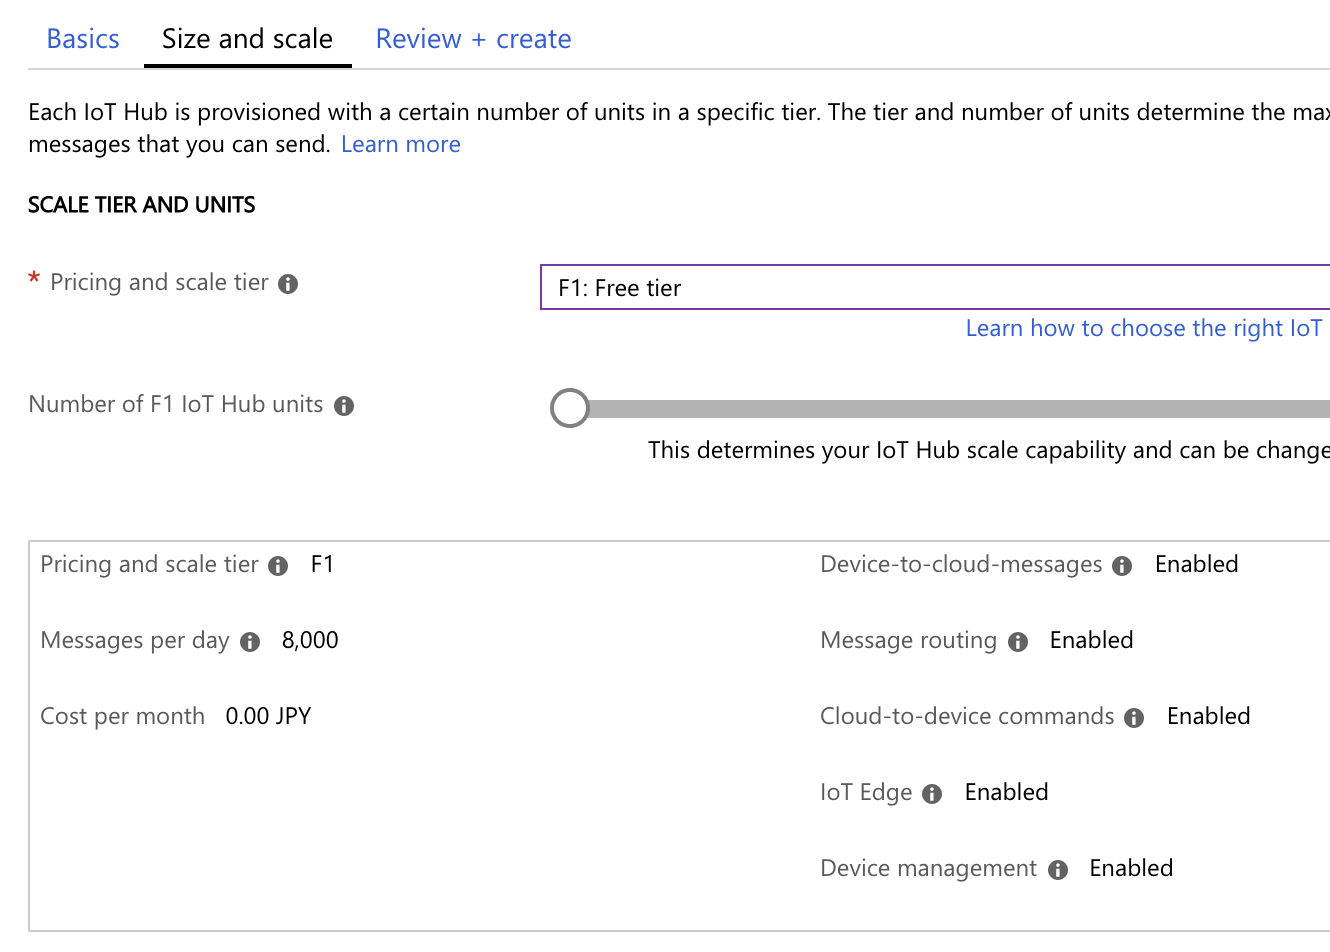 Basics Size and scale Review + create
Each IoT Hub is provisioned with a certain number of units in a specific tier. The tier and number of units determine the
messages that you can send. Learn more
SCALE TIER AND UNITS
* Pricing and scale tier F1: Free tier
Learn how to choose the right IoT
Number of F1 IoT Hub units
This determines your IoT Hub scale capability and can be
Pricing and scale tier F1 Device-to-cloud-messages Enabled
Messages per day 8,000 Message routing Enabled
Cost per month 0.00 JPY Cloud-to-device commands Enabled
IoT Edge Enabled
Device management Enabled